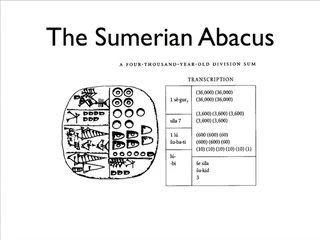 The Sumerian Abacus
A FOUR-THOUSAND-YEAR-OLD DIVISION SUM
TRANSCRIPTION
(36,000) (36,000)
1 šè-gur₇ (36,000) (36,000)
(3,600) (3,600) (3,600)
sìla 7 (3,600) (3,600)
1 lú (600) (600) (60)
šu-ba-ti (600) (600) (60)
(10) (10) (10) (10) (10) (1)
lú-
-bi še sìla
šu-kid
3